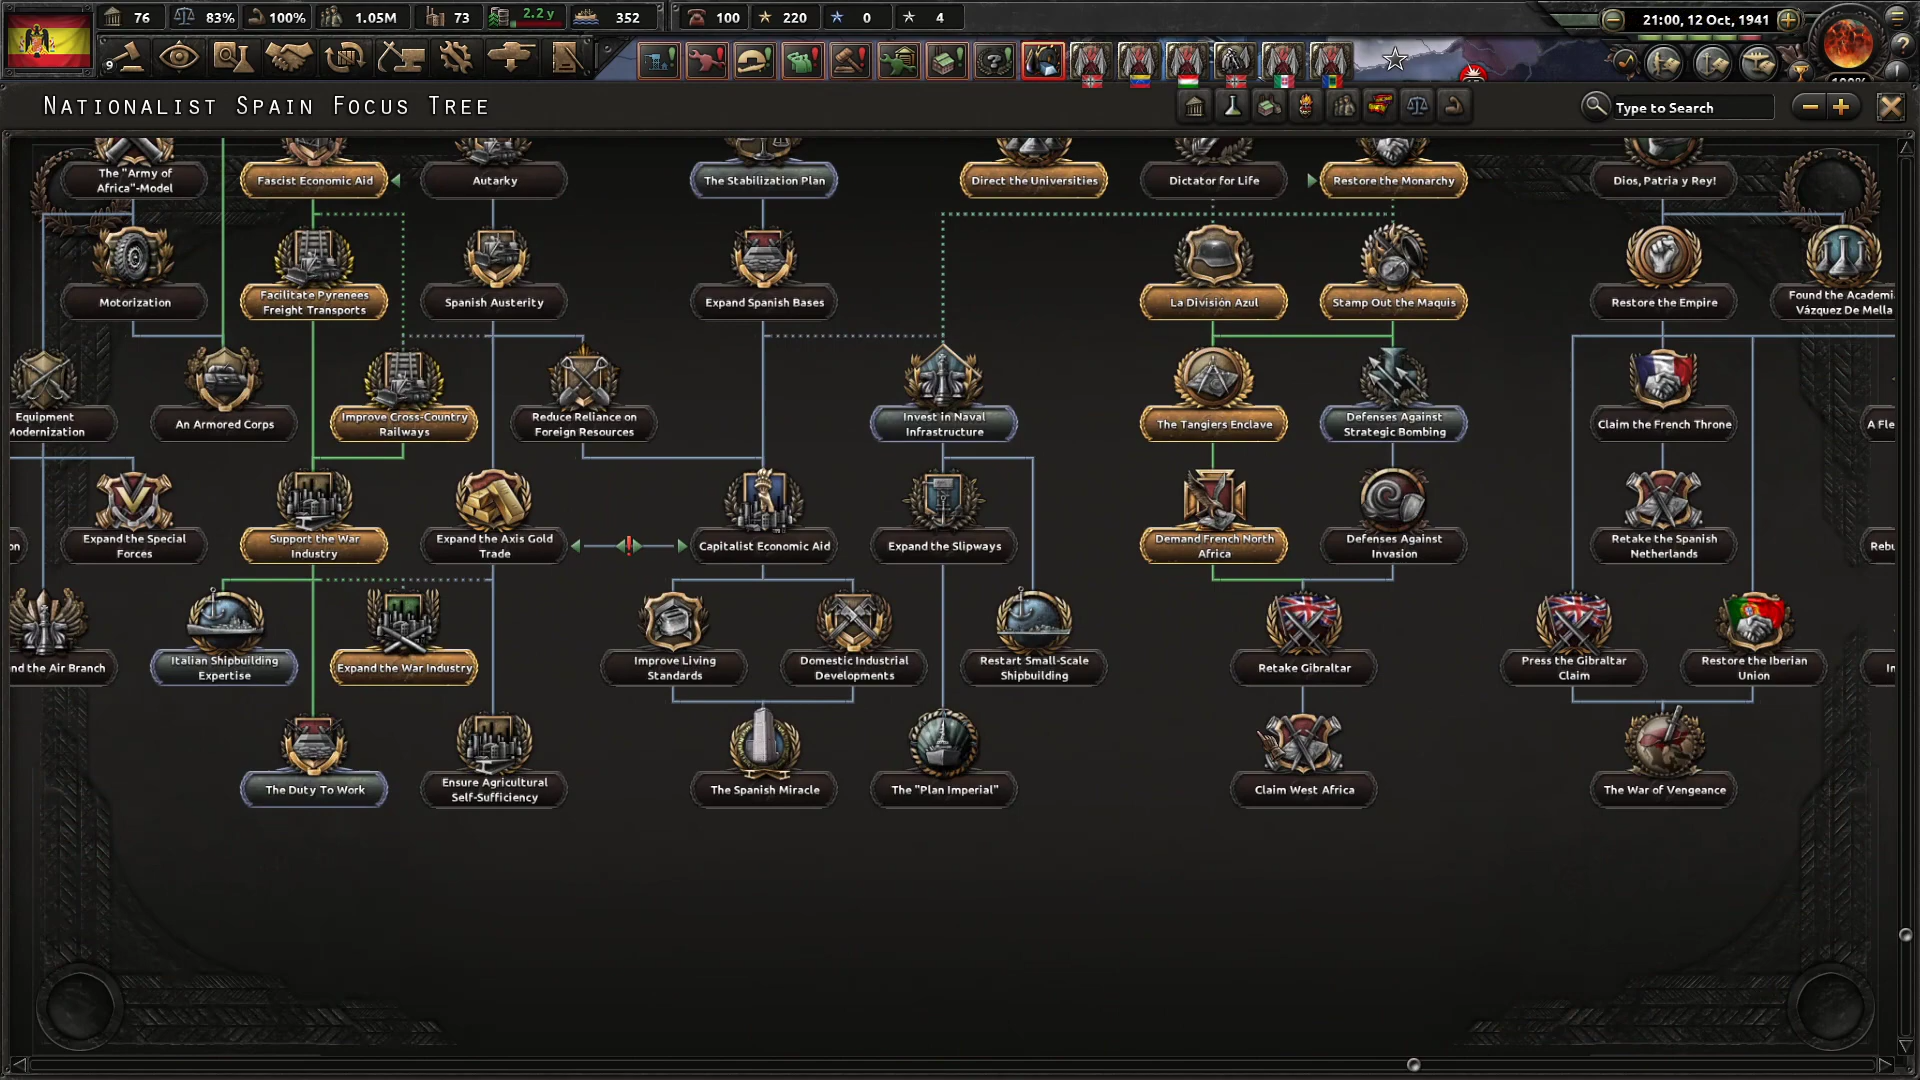 76
83%
100%
1.05M
73
2.2 y
352
100
220
0
4
21:00, 12 Oct, 1941
9
100%
Nationalist Spain Focus Tree
Type to Search
The "Army of
Africa"-Model
Fascist Economic Aid
Autarky
The Stabilization Plan
Direct the Universities
Dictator for Life
Restore the Monarchy
Dios, Patria y Rey!
Motorization
Facilitate Pyrenees
Freight Transports
Spanish Austerity
Expand Spanish Bases
La División Azul
Stamp Out the Maquis
Restore the Empire
Found the Academia
Vázquez De Mella
Equipment
Modernization
An Armored Corps
Improve Cross-Country
Railways
Reduce Reliance on
Foreign Resources
Invest in Naval
Infrastructure
The Tangiers Enclave
Defenses Against
Strategic Bombing
Claim the French Throne
A Fle
on
Expand the Special
Forces
Support the War
Industry
Expand the Axis Gold
Trade
Capitalist Economic Aid
Expand the Slipways
Demand French North
Africa
Defenses Against
Invasion
Retake the Spanish
Netherlands
Rebu
nd the Air Branch
Italian Shipbuilding
Expertise
Expand the War Industry
Improve Living
Standards
Domestic Industrial
Developments
Restart Small-Scale
Shipbuilding
Retake Gibraltar
Press the Gibraltar
Claim
Restore the Iberian
Union
In
The Duty To Work
Ensure Agricultural
Self-Sufficiency
The Spanish Miracle
The "Plan Imperial"
Claim West Africa
The War of Vengeance